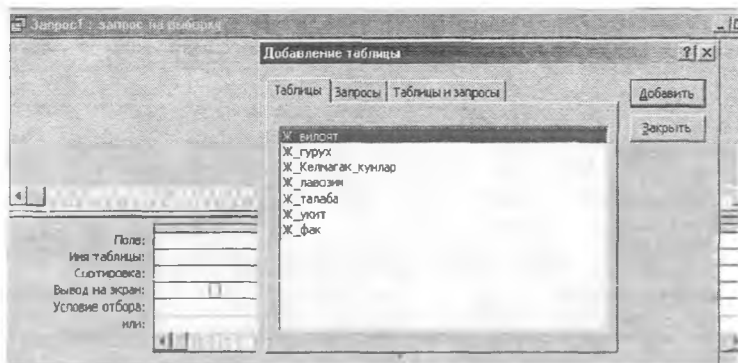 Запрос1 : запрос на выборку
Добавление таблицы
Таблицы Запросы Таблицы и запросы
Добавить
Закрыть
Ж_вилоят
Ж_гурух
Ж_Келмагак_кунлар
Ж_лавозим
Ж_талаба
Ж_укит
Ж_фак
Поле:
Имя таблицы:
Сортировка:
Вывод на экран:
Условие отбора:
или: